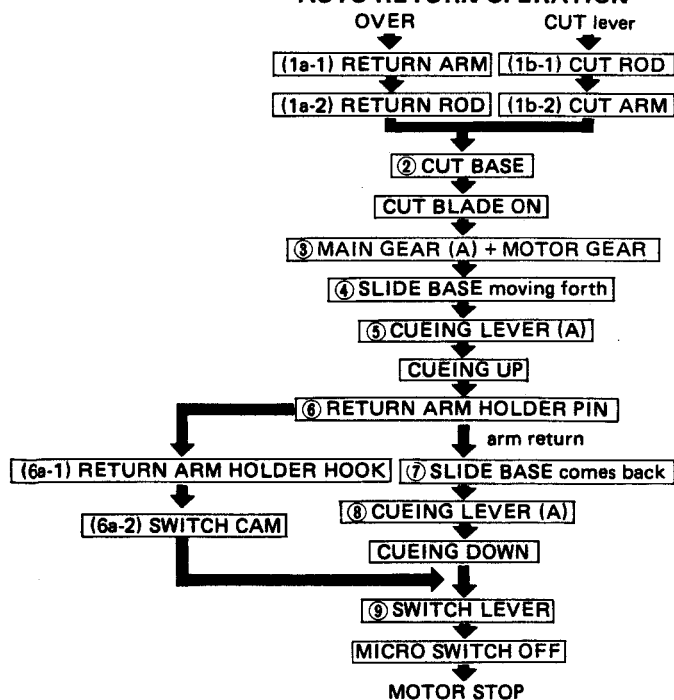 AUTO RETURN OPERATION
OVER CUT lever
(1a-1) RETURN ARM (1b-1) CUT ROD
(1a-2) RETURN ROD (1b-2) CUT ARM
② CUT BASE
CUT BLADE ON
③ MAIN GEAR (A) + MOTOR GEAR
④ SLIDE BASE moving forth
⑤ CUEING LEVER (A)
CUEING UP
⑥ RETURN ARM HOLDER PIN
arm return
(6a-1) RETURN ARM HOLDER HOOK ⑦ SLIDE BASE comes back
(6a-2) SWITCH CAM ⑧ CUEING LEVER (A)
CUEING DOWN
⑨ SWITCH LEVER
MICRO SWITCH OFF
MOTOR STOP